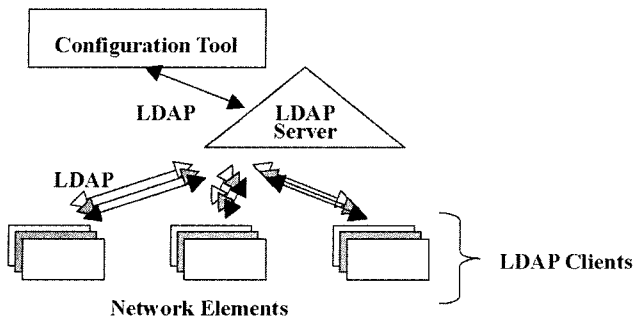 Configuration Tool
LDAP
LDAP
Server
LDAP
LDAP Clients
Network Elements